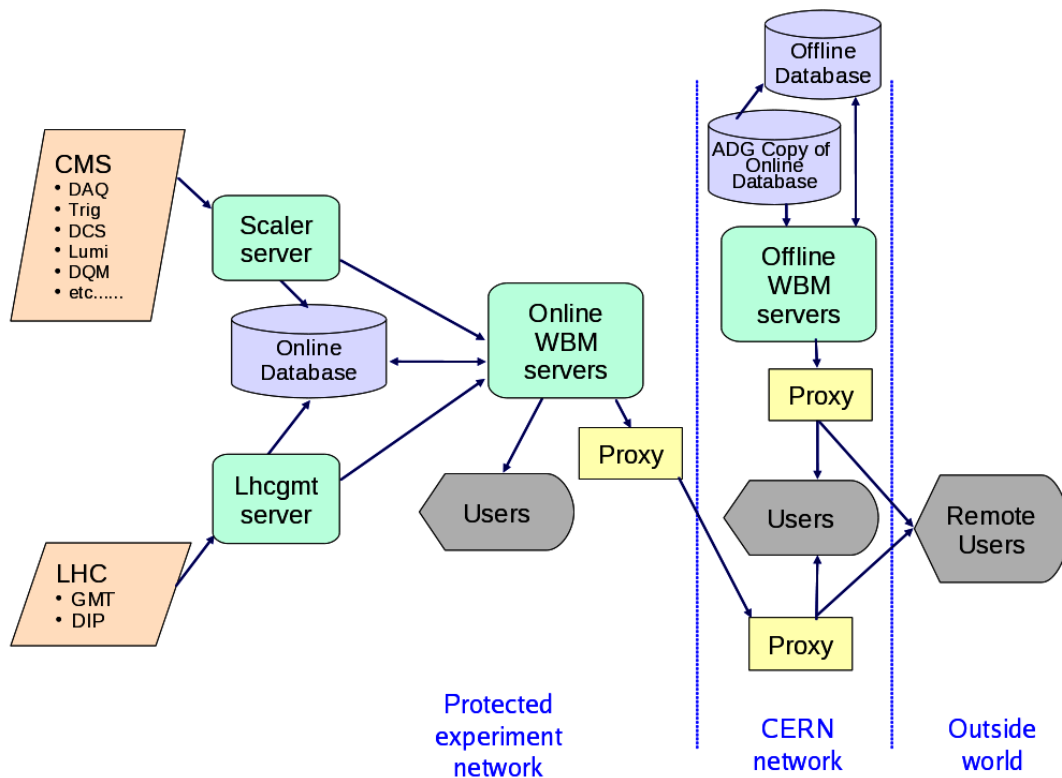 Offline
Database
ADG Copy of
Online
Database
CMS
• DAQ
• Trig
• DCS
• Lumi
• DQM
• etc......
Scaler
server
Offline
WBM
servers
Online
Database
Online
WBM
servers
Proxy
Proxy
Lhcgmt
server
Users
Users
Remote
Users
LHC
• GMT
• DIP
Proxy
Protected
experiment
network
CERN
network
Outside
world